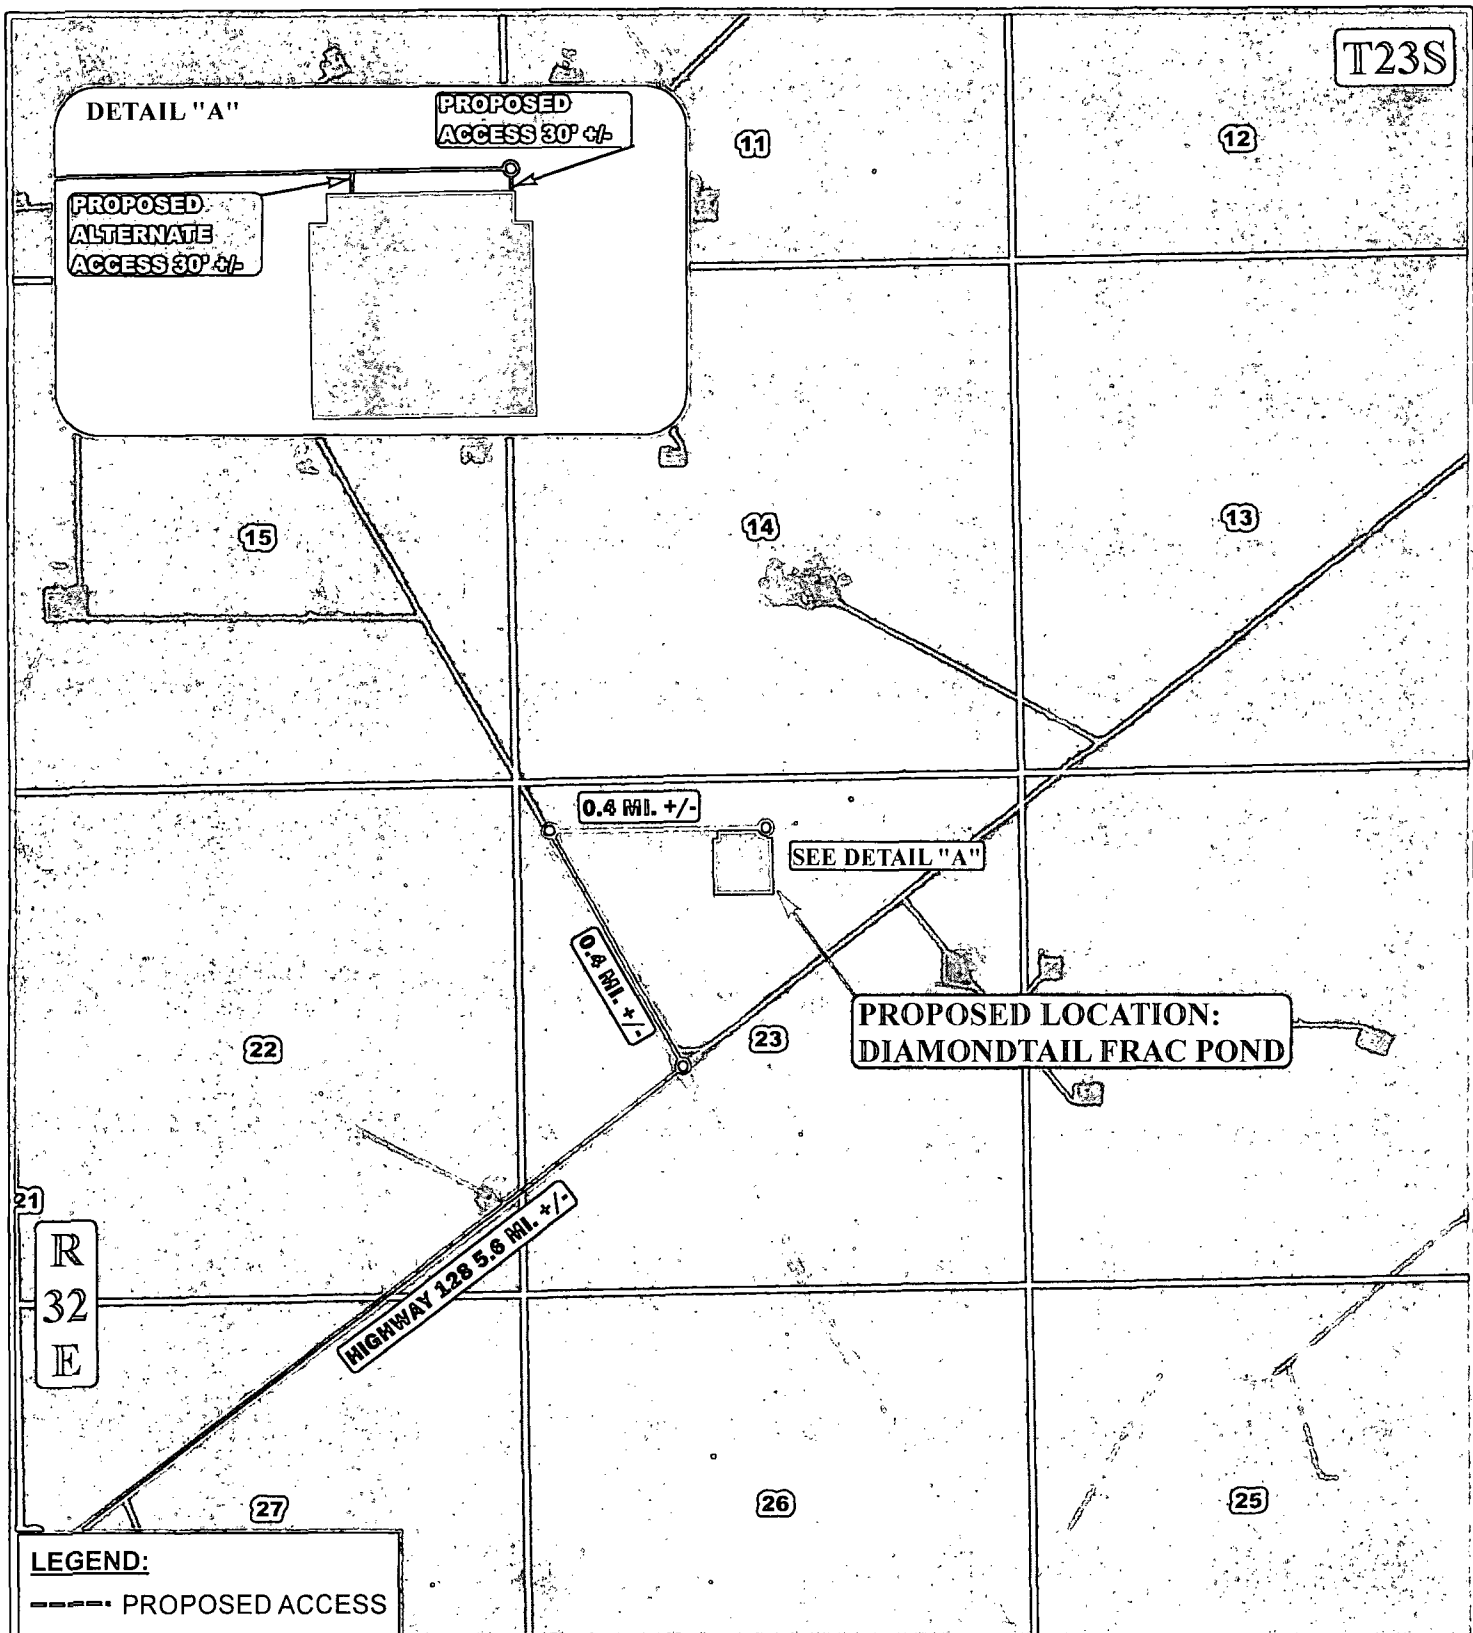 T23S
DETAIL "A"
PROPOSED
ACCESS 30' +/-
11
12
PROPOSED
ALTERNATE
ACCESS 30' +/-
15
14
13
0.4 MI. +/-
SEE DETAIL "A"
0.4 MI. +/-
PROPOSED LOCATION:
DIAMONDTAIL FRAC POND
22
23
21
R
32
E
HIGHWAY 128 5.6 MI. +/-
27
26
25
LEGEND:
PROPOSED ACCESS